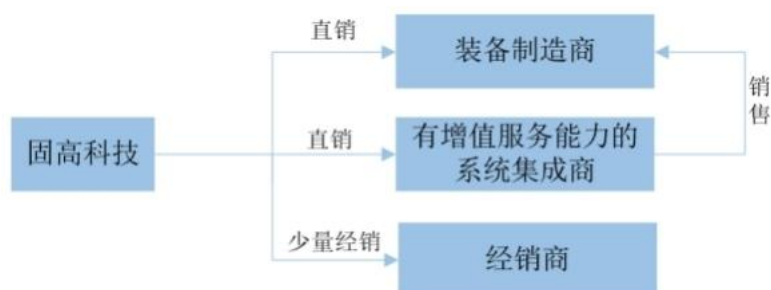 直销
装备制造商
销售
固高科技
直销
有增值服务能力的
系统集成商
少量经销
经销商